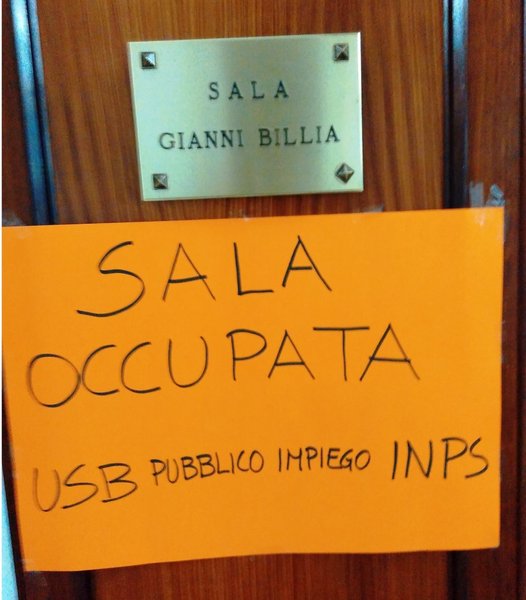 SALA
GIANNI BILLIA
SALA
OCCUPATA
USB PUBBLICO IMPIEGO INPS